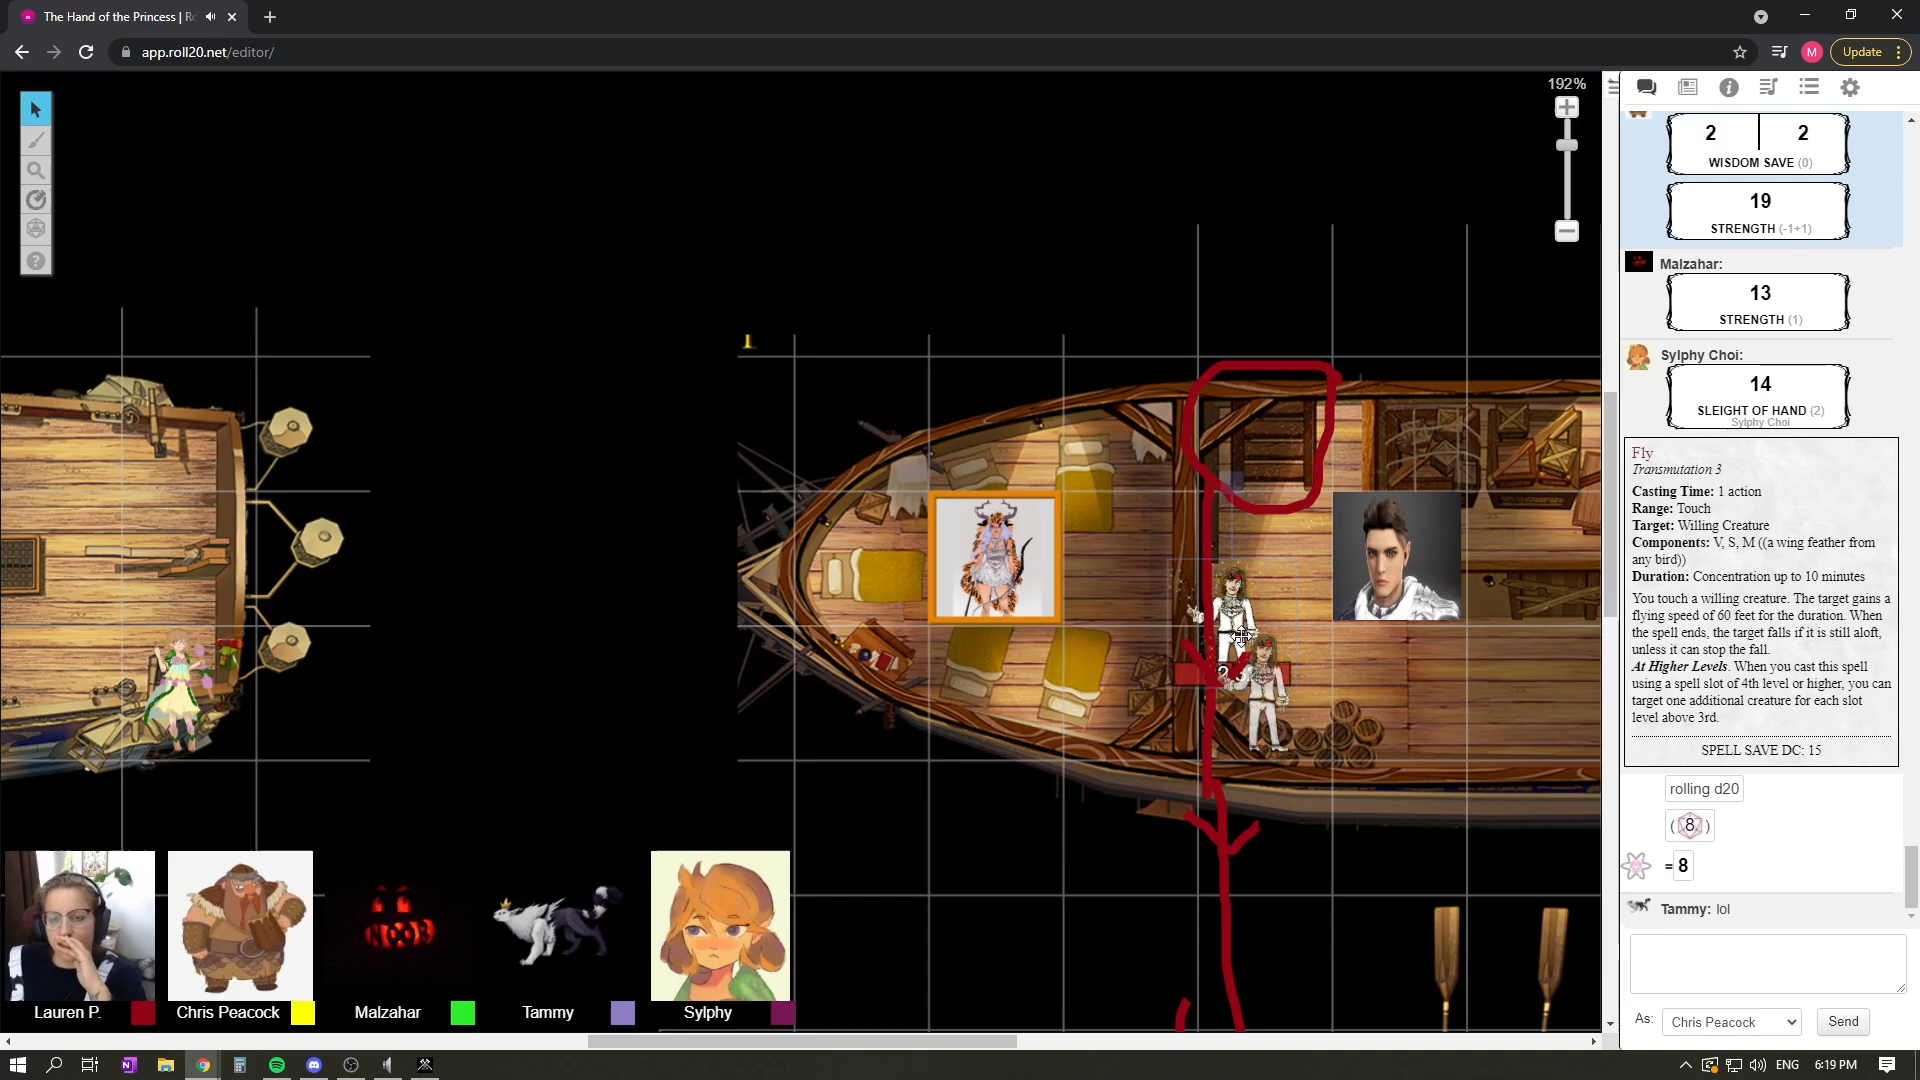 The Hand of the Princess | Ro
app.roll20.net/editor/
M
Update
192%
2 2
WISDOM SAVE (0)
19
STRENGTH (-1+1)
Malzahar:
13
STRENGTH (1)
Sylphy Choi:
14
SLEIGHT OF HAND (2)
Sylphy Choi
Fly
Transmutation 3
Casting Time: 1 action
Range: Touch
Target: Willing Creature
Components: V, S, M ((a wing feather from
any bird))
Duration: Concentration up to 10 minutes
You touch a willing creature. The target gains a
flying speed of 60 feet for the duration. When
the spell ends, the target falls if it is still aloft,
unless it can stop the fall.
At Higher Levels. When you cast this spell
using a spell slot of 4th level or higher, you can
target one additional creature for each slot
level above 3rd.
SPELL SAVE DC: 15
rolling d20
(8)
=8
Tammy: lol
As: Chris Peacock Send
NOOB
Lauren P. Chris Peacock Malzahar Tammy Sylphy
ENG 6:19 PM